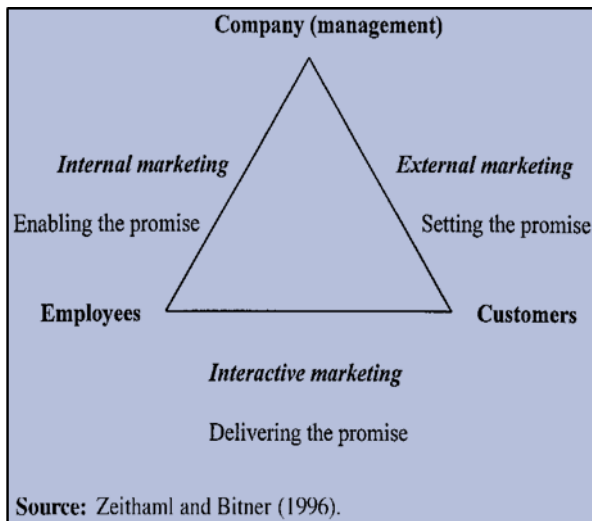 Company (management)
Internal marketing
External marketing
Enabling the promise
Setting the promise
Employees
Customers
Interactive marketing
Delivering the promise
Source: Zeithaml and Bitner (1996).